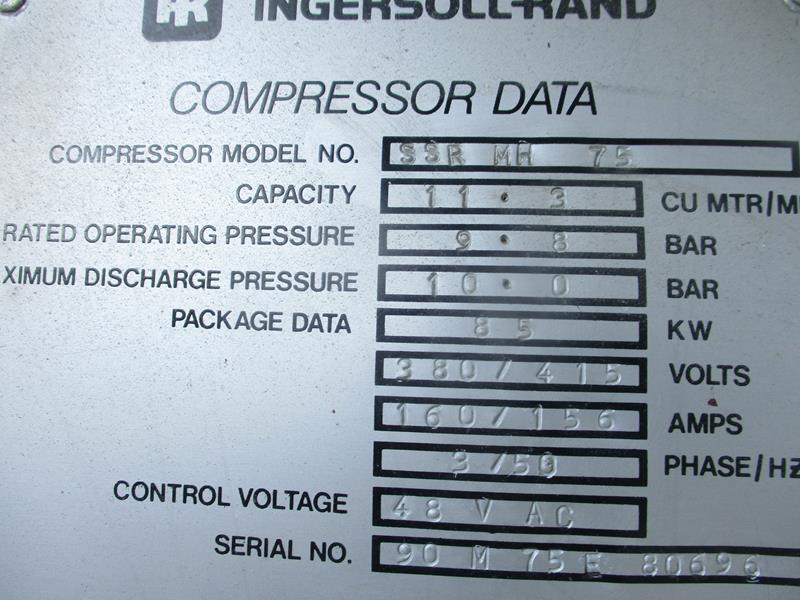 IR INGERSOLL-RAND
COMPRESSOR DATA
COMPRESSOR MODEL NO. SSR MH 75
CAPACITY 11.3 CU MTR/M
RATED OPERATING PRESSURE 9.8 BAR
XIMUM DISCHARGE PRESSURE 10.0 BAR
PACKAGE DATA 85 KW
380/415 VOLTS
160/156 AMPS
3/50 PHASE/HZ
CONTROL VOLTAGE 48 V AC
SERIAL NO. 90 M 75E 80696